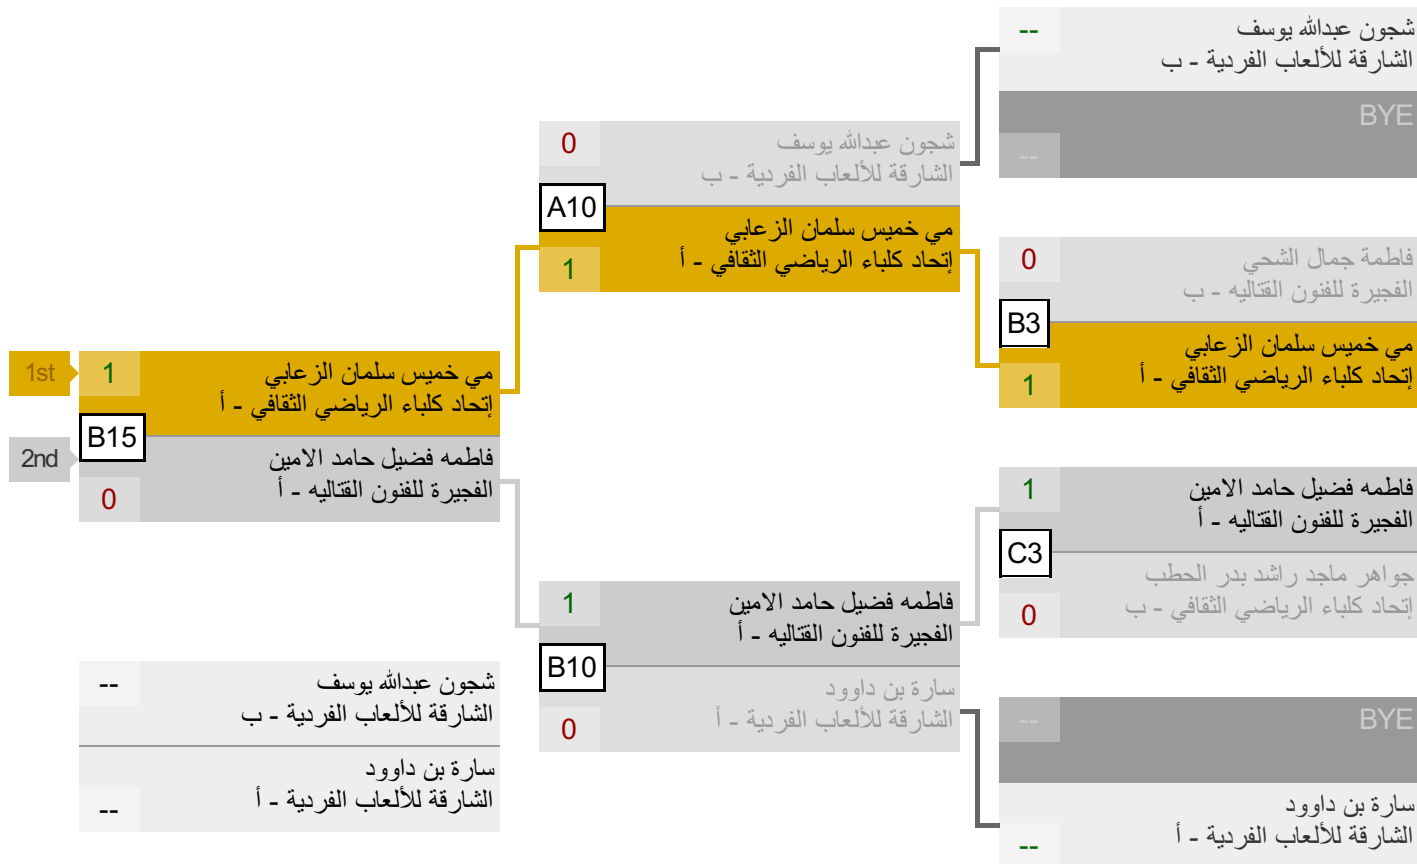 --
شجون عبدالله يوسف
الشارقة للألعاب الفردية - ب
BYE
--
0
شجون عبدالله يوسف
الشارقة للألعاب الفردية - ب
A10
مي خميس سلمان الزعابي
إتحاد كلباء الرياضي الثقافي - أ
1
0
فاطمة جمال الشحي
الفجيرة للفنون القتاليه - ب
B3
مي خميس سلمان الزعابي
إتحاد كلباء الرياضي الثقافي - أ
1
1st
1
مي خميس سلمان الزعابي
إتحاد كلباء الرياضي الثقافي - أ
B15
2nd
فاطمه فضيل حامد الامين
الفجيرة للفنون القتاليه - أ
0
1
فاطمه فضيل حامد الامين
الفجيرة للفنون القتاليه - أ
C3
جواهر ماجد راشد بدر الحطب
إتحاد كلباء الرياضي الثقافي - ب
0
1
فاطمه فضيل حامد الامين
الفجيرة للفنون القتاليه - أ
B10
سارة بن داوود
الشارقة للألعاب الفردية - أ
0
--
شجون عبدالله يوسف
الشارقة للألعاب الفردية - ب
سارة بن داوود
الشارقة للألعاب الفردية - أ
--
--
BYE
سارة بن داوود
الشارقة للألعاب الفردية - أ
--